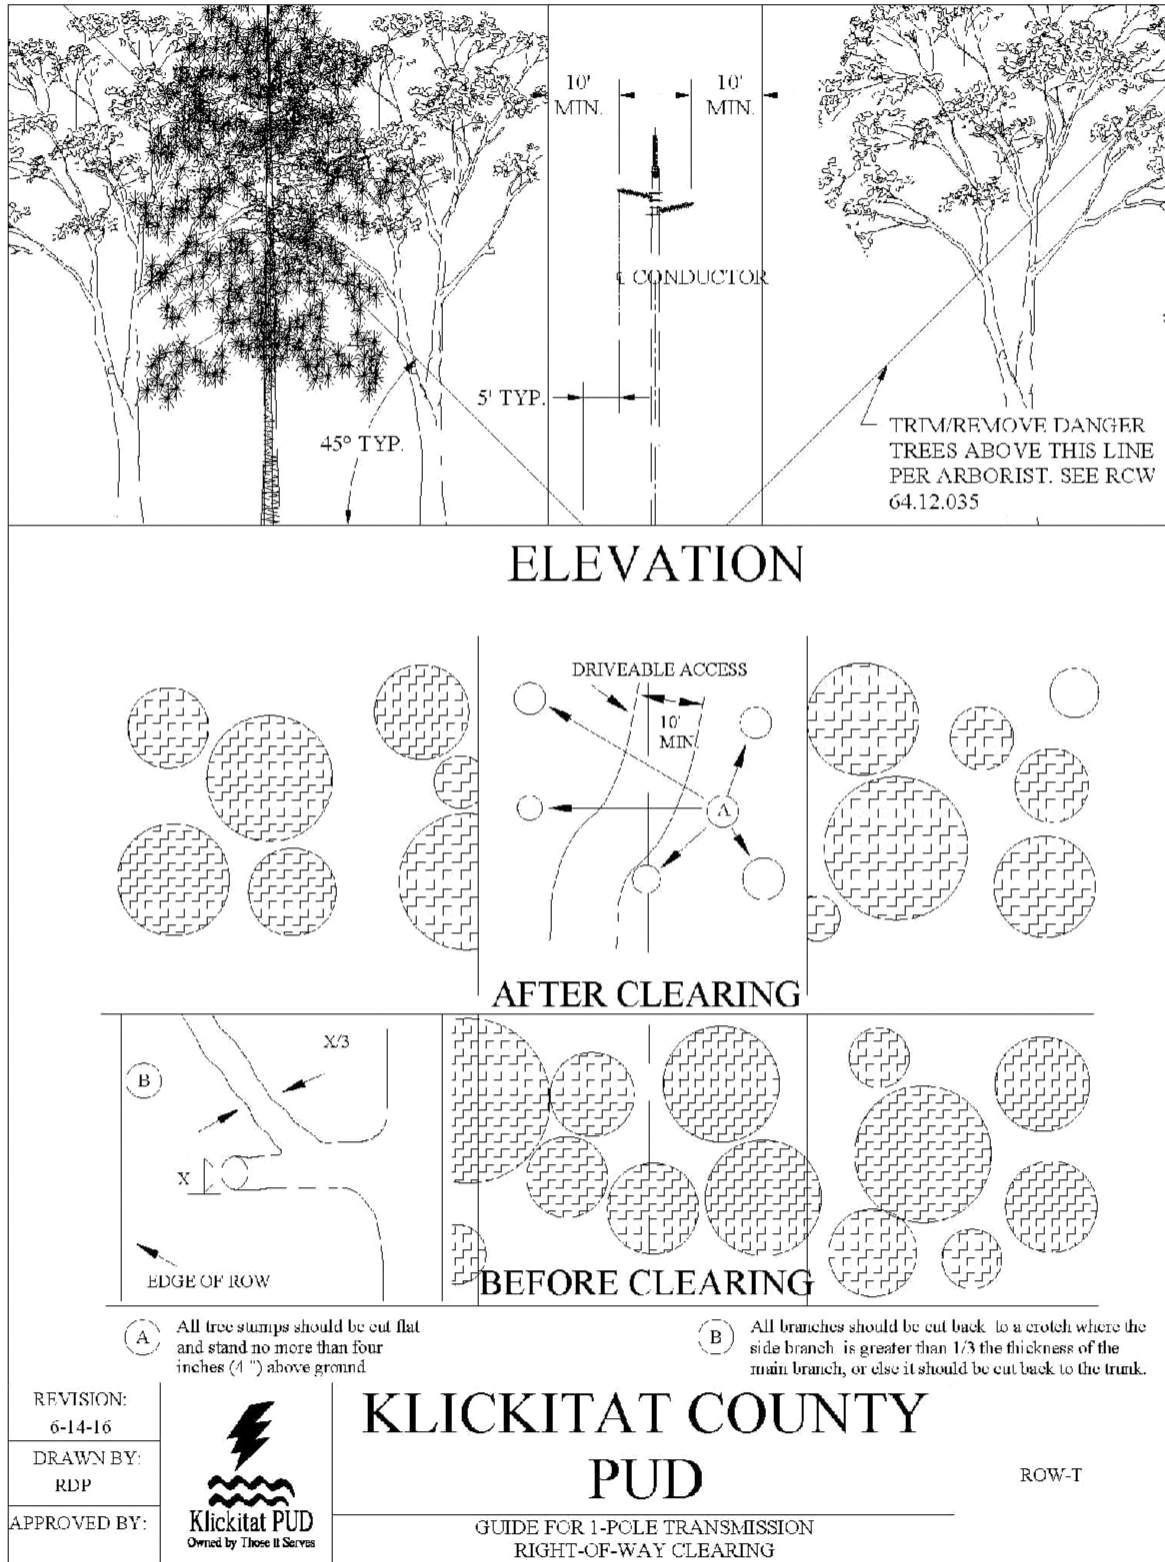 10'
MIN.
10'
MIN.
℄ CONDUCTOR
5' TYP.
45° TYP.
TRIM/REMOVE DANGER
TREES ABOVE THIS LINE
PER ARBORIST. SEE RCW
64.12.035
ELEVATION
DRIVEABLE ACCESS
10'
MIN.
A
AFTER CLEARING
B
X/3
X
EDGE OF ROW
BEFORE CLEARING
A
All tree stumps should be cut flat
and stand no more than four
inches (4 ") above ground
B
All branches should be cut back to a crotch where the
side branch is greater than 1/3 the thickness of the
main branch, or else it should be cut back to the trunk.
REVISION:
6-14-16
DRAWN BY:
RDP
APPROVED BY:
Klickitat PUD
Owned by Those It Serves
KLICKITAT COUNTY
PUD
GUIDE FOR 1-POLE TRANSMISSION
RIGHT-OF-WAY CLEARING
ROW-T